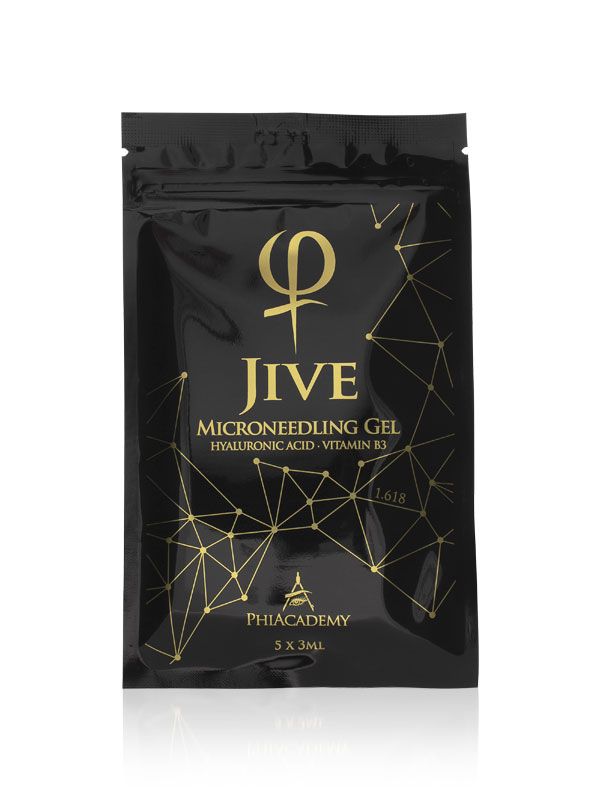 φ
JIVE
MICRONEEDLING GEL
HYALURONIC ACID · VITAMIN B3
1.618
PHIACADEMY
5 X 3ML